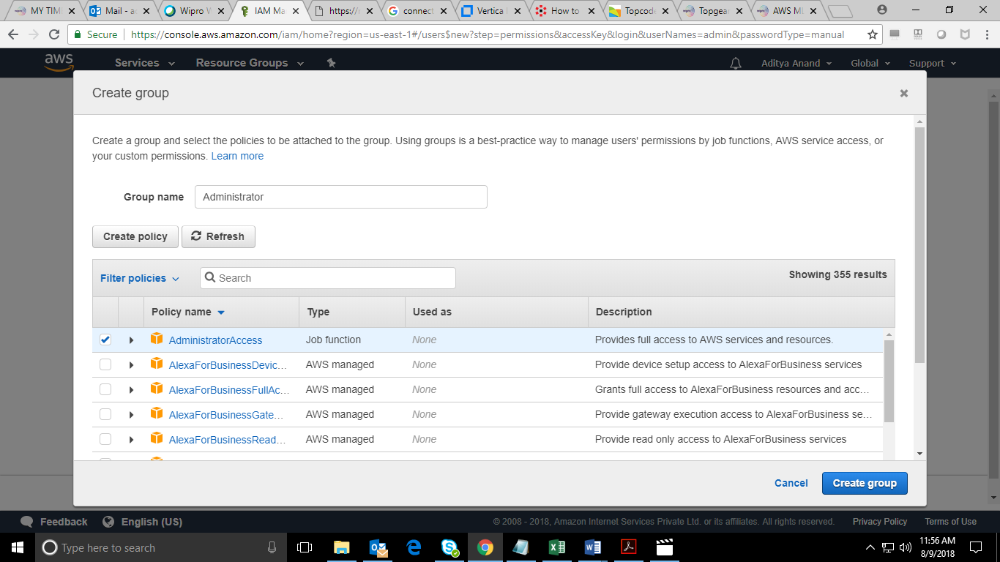 MY TIM
Mail - a
Wipro W
IAM Ma
https://
connect
Vertica
How to
Topcod
Topgea
AWS M
Secure
https://console.aws.amazon.com/iam/home?region=us-east-1#/users$new?step=permissions&accessKey&login&userNames=admin&passwordType=manual
aws
Services
Resource Groups
Aditya Anand
Global
Support
Create group
Create a group and select the policies to be attached to the group. Using groups is a best-practice way to manage users' permissions by job functions, AWS service access, or
your custom permissions. Learn more
Group name
Administrator
Create policy
Refresh
Filter policies
Search
Showing 355 results
Policy name Type Used as Description
AdministratorAccess Job function None Provides full access to AWS services and resources.
AlexaForBusinessDevic... AWS managed None Provide device setup access to AlexaForBusiness services
AlexaForBusinessFullAc... AWS managed None Grants full access to AlexaForBusiness resources and acc...
AlexaForBusinessGate... AWS managed None Provide gateway execution access to AlexaForBusiness se...
AlexaForBusinessRead... AWS managed None Provide read only access to AlexaForBusiness services
Cancel
Create group
Feedback
English (US)
© 2008 - 2018, Amazon Internet Services Private Ltd. or its affiliates. All rights reserved.
Privacy Policy
Terms of Use
Type here to search
11:56 AM
8/9/2018